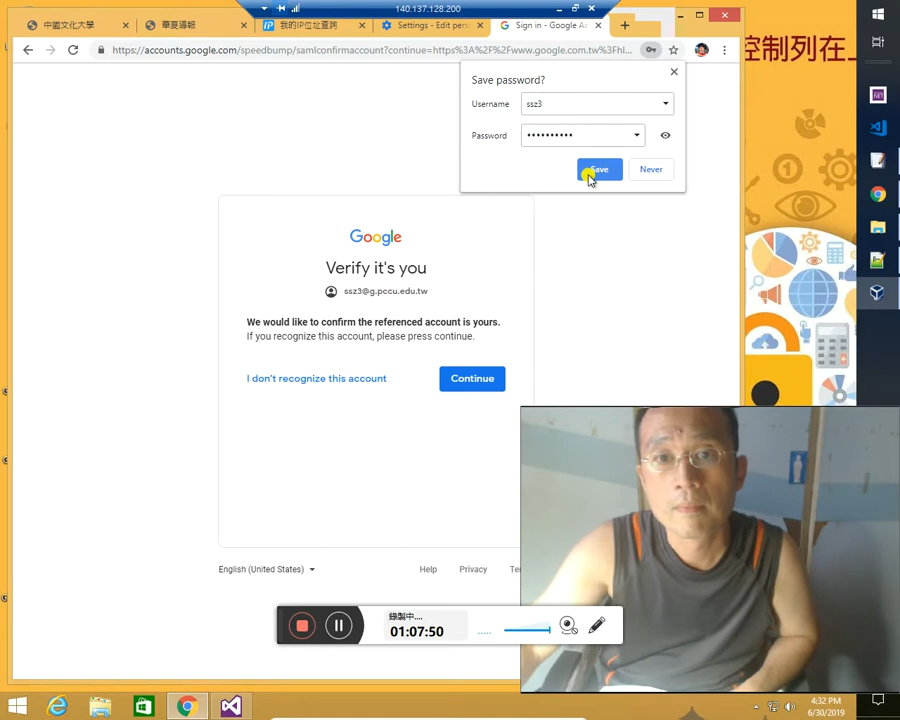 140.137.128.200
中國文化大學
華夏導報
我的IP位址查詢
Settings - Edit pers
Sign in - Google Ac
https://accounts.google.com/speedbump/samlconfirmaccount?continue=https%3A%2F%2Fwww.google.com.tw%3Fhl...
控制列在
Save password?
Username
ssz3
Password
••••••••••
Save
Never
Google
Verify it's you
ssz3@g.pccu.edu.tw
We would like to confirm the referenced account is yours.
If you recognize this account, please press continue.
I don't recognize this account
Continue
English (United States)
Help
Privacy
Te
錄製中....
01:07:50
4:32 PM
6/30/2019